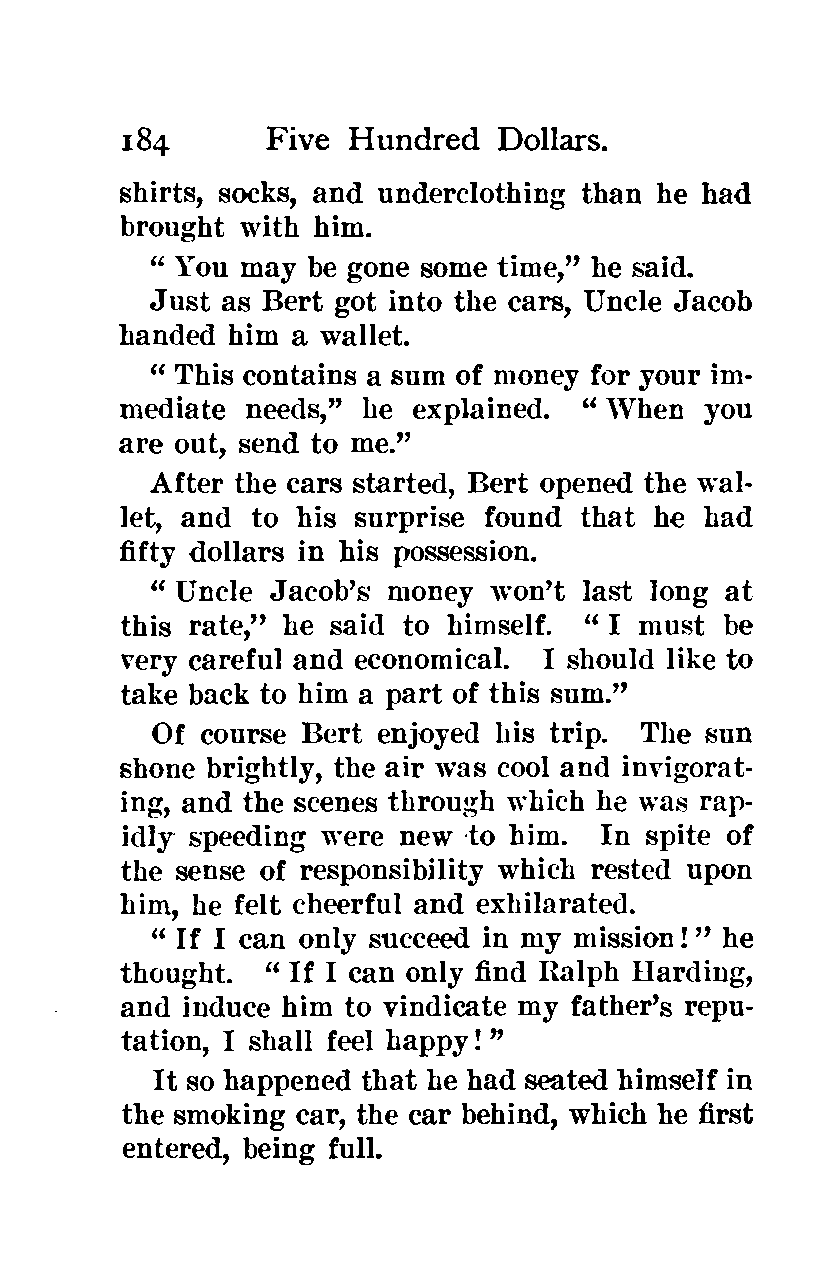 184 Five Hundred Dollars.
shirts, socks, and underclothing than he had
brought with him.
“ You may be gone some time,” he said.
Just as Bert got into the cars, Uncle Jacob
handed him a wallet.
“ This contains a sum of money for your im-
mediate needs,” he explained. “ When you
are out, send to me.”
After the cars started, Bert opened the wal-
let, and to his surprise found that he had
fifty dollars in his possession.
“ Uncle Jacob’s money won’t last long at
this rate,” he said to himself. “ I must be
very careful and economical. I should like to
take back to him a part of this sum.”
Of course Bert enjoyed his trip. The sun
shone brightly, the air was cool and invigorat-
ing, and the scenes through which he was rap-
idly speeding were new to him. In spite of
the sense of responsibility which rested upon
him, he felt cheerful and exhilarated.
“ If I can only succeed in my mission! ” he
thought. “ If I can only find Ralph Harding,
and induce him to vindicate my father’s repu-
tation, I shall feel happy! ”
It so happened that he had seated himself in
the smoking car, the car behind, which he first
entered, being full.